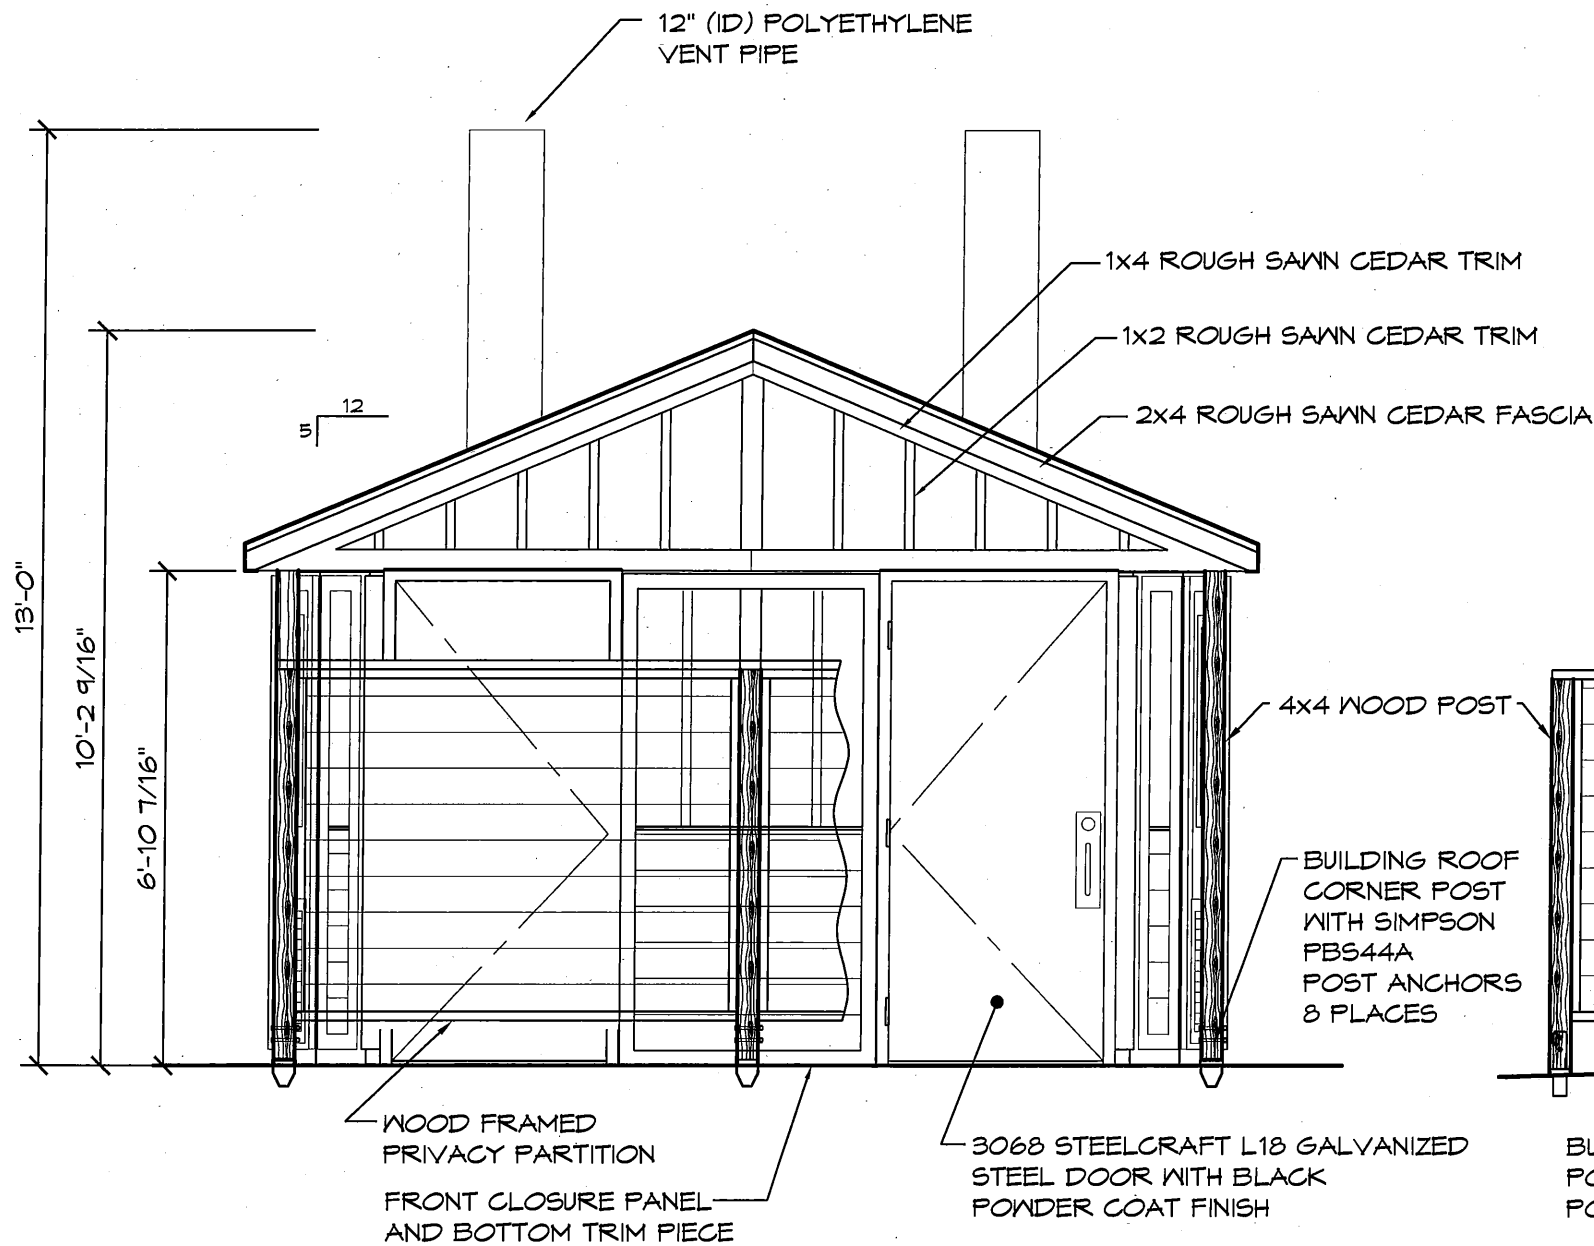 12" (ID) POLYETHYLENE
VENT PIPE
1x4 ROUGH SAWN CEDAR TRIM
1x2 ROUGH SAWN CEDAR TRIM
2x4 ROUGH SAWN CEDAR FASCIA
12
5
13'-0"
10'-2 9/16"
6'-10 7/16"
4x4 WOOD POST
BUILDING ROOF
CORNER POST
WITH SIMPSON
PBS44A
POST ANCHORS
8 PLACES
WOOD FRAMED
PRIVACY PARTITION
FRONT CLOSURE PANEL
AND BOTTOM TRIM PIECE
3068 STEELCRAFT L18 GALVANIZED
STEEL DOOR WITH BLACK
POWDER COAT FINISH